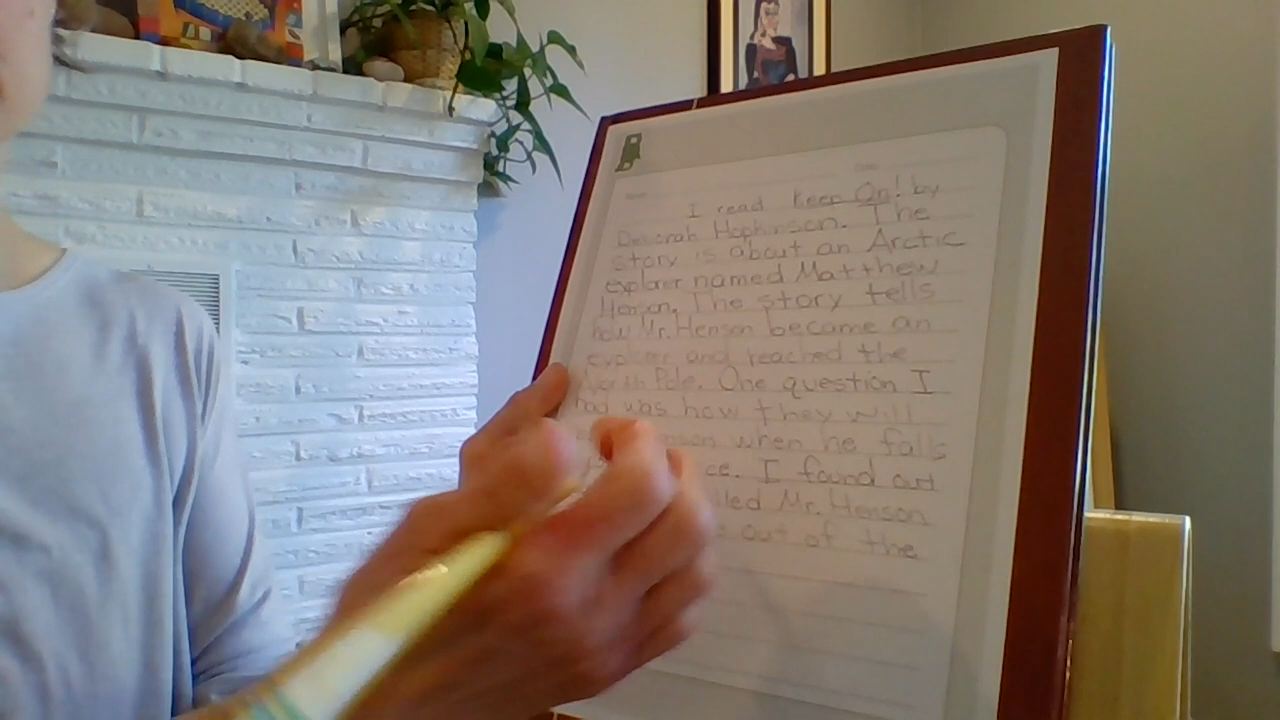 I read Keep On! by
Deborah Hopkinson. The
story is about an Arctic
explorer named Matthew
Henson. The story tells
how Mr. Henson became an
explorer and reached the
North Pole. One question I
had was how they will
when he falls
ce. I found out
lled Mr. Henson
out of the